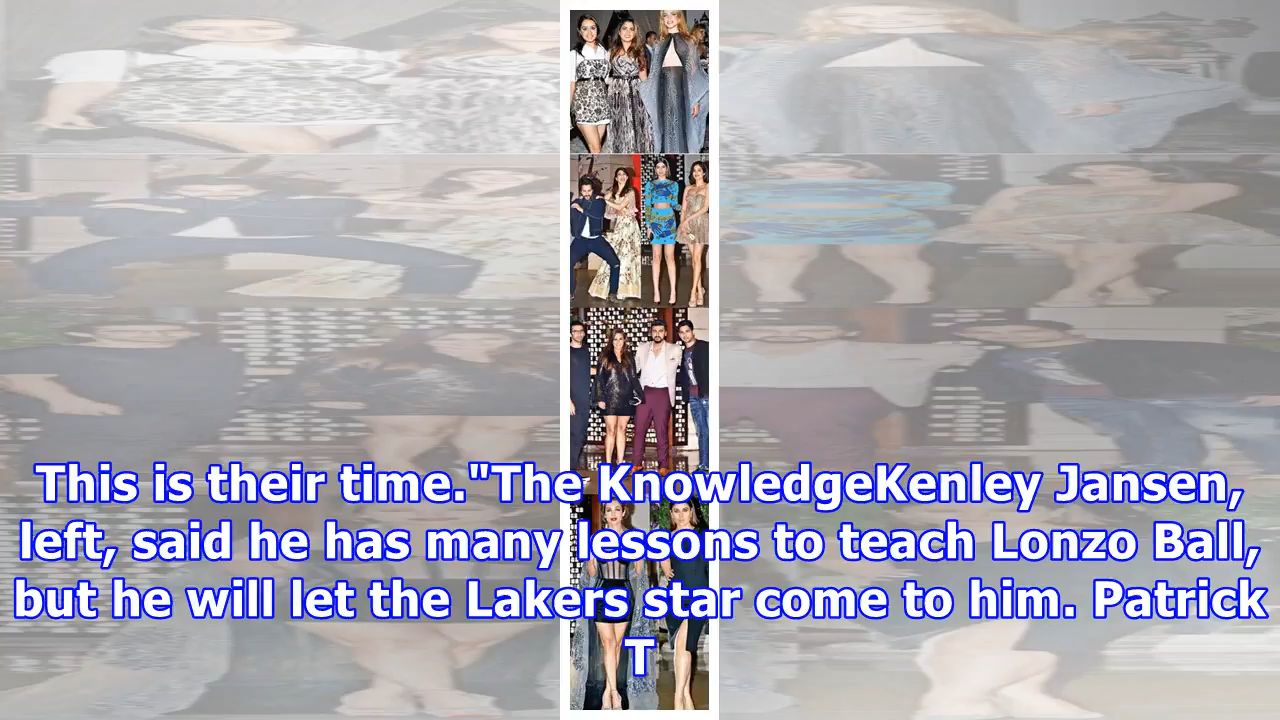 This is their time."The KnowledgeKenley Jansen,
left, said he has many lessons to teach Lonzo Ball,
but he will let the Lakers star come to him. Patrick
T